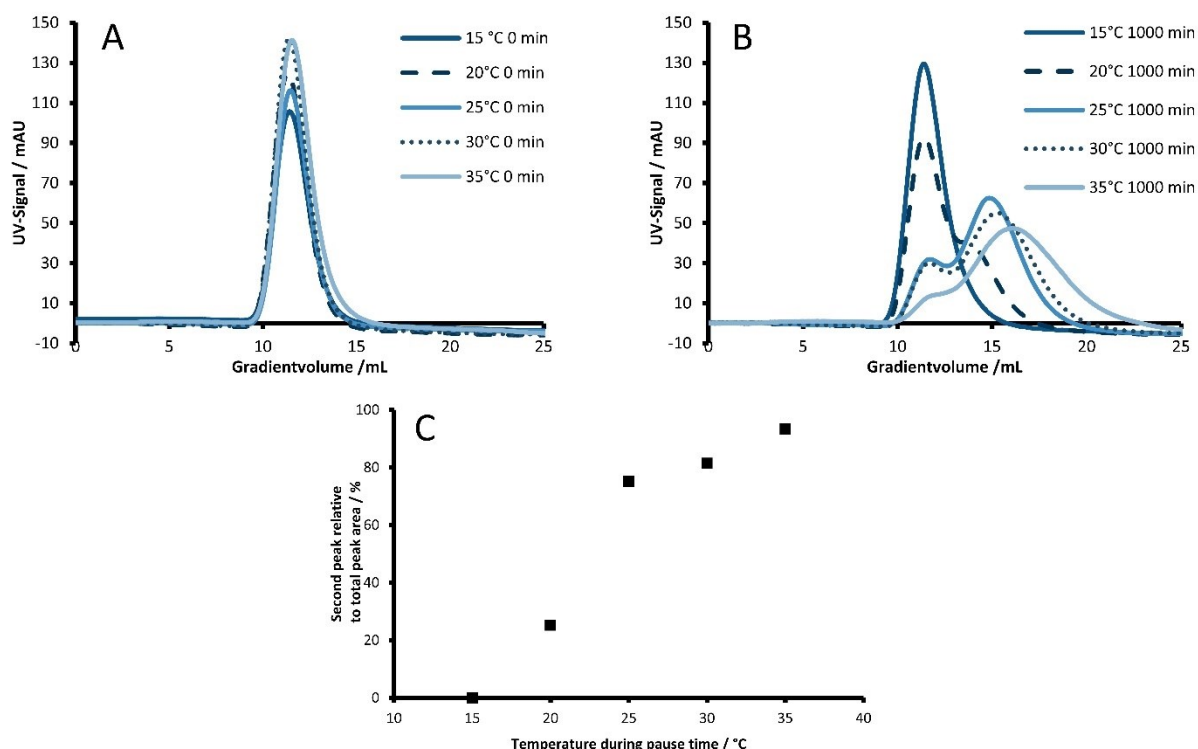 A
150
130
110
90
70
50
30
10
-10
UV-Signal / mAU
0
5
10
15
20
25
Gradientvolume /mL
15 °C 0 min
20°C 0 min
25°C 0 min
30°C 0 min
35°C 0 min
B
150
130
110
90
70
50
30
10
-10
UV-Signal / mAU
0
5
10
15
20
25
Gradientvolume /mL
15°C 1000 min
20°C 1000 min
25°C 1000 min
30°C 1000 min
35°C 1000 min
C
100
80
60
40
20
0
Second peak relative
to total peak area / %
10
15
20
25
30
35
40
Temperature during pause time / °C